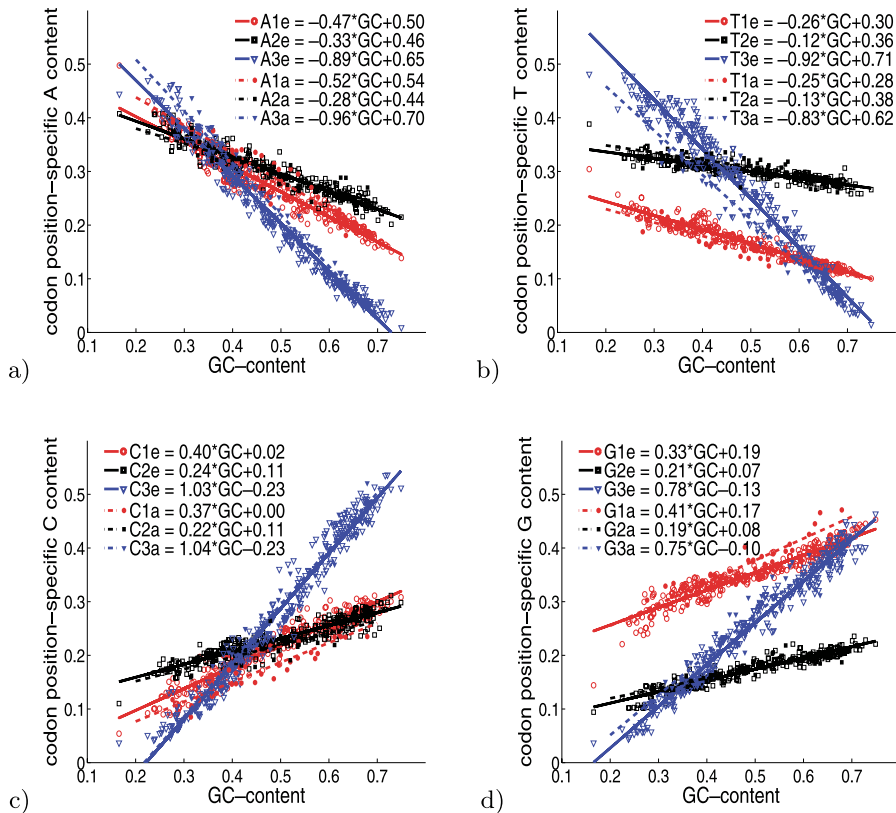 A1e = −0.47*GC+0.50
A2e = −0.33*GC+0.46
A3e = −0.89*GC+0.65
A1a = −0.52*GC+0.54
A2a = −0.28*GC+0.44
A3a = −0.96*GC+0.70
codon position−specific A content
0.5
0.4
0.3
0.2
0.1
0
0.1 0.2 0.3 0.4 0.5 0.6 0.7
GC−content
a)
T1e = −0.26*GC+0.30
T2e = −0.12*GC+0.36
T3e = −0.92*GC+0.71
T1a = −0.25*GC+0.28
T2a = −0.13*GC+0.38
T3a = −0.83*GC+0.62
codon position−specific T content
0.5
0.4
0.3
0.2
0.1
0
0.1 0.2 0.3 0.4 0.5 0.6 0.7
GC−content
b)
C1e = 0.40*GC+0.02
C2e = 0.24*GC+0.11
C3e = 1.03*GC−0.23
C1a = 0.37*GC+0.00
C2a = 0.22*GC+0.11
C3a = 1.04*GC−0.23
codon position−specific C content
0.5
0.4
0.3
0.2
0.1
0
0.1 0.2 0.3 0.4 0.5 0.6 0.7
GC−content
c)
G1e = 0.33*GC+0.19
G2e = 0.21*GC+0.07
G3e = 0.78*GC−0.13
G1a = 0.41*GC+0.17
G2a = 0.19*GC+0.08
G3a = 0.75*GC−0.10
codon position−specific G content
0.5
0.4
0.3
0.2
0.1
0
0.1 0.2 0.3 0.4 0.5 0.6 0.7
GC−content
d)